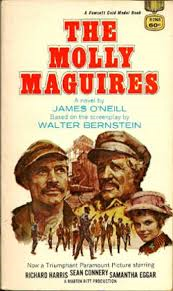 A Fawcett Gold Medal Book
60¢
THE
MOLLY
MAGUIRES
A novel by
JAMES O'NEILL
Based on the screenplay by
WALTER BERNSTEIN
Now a Triumphant Paramount Picture starring
RICHARD HARRIS SEAN CONNERY SAMANTHA EGGAR
A MARTIN RITT PRODUCTION